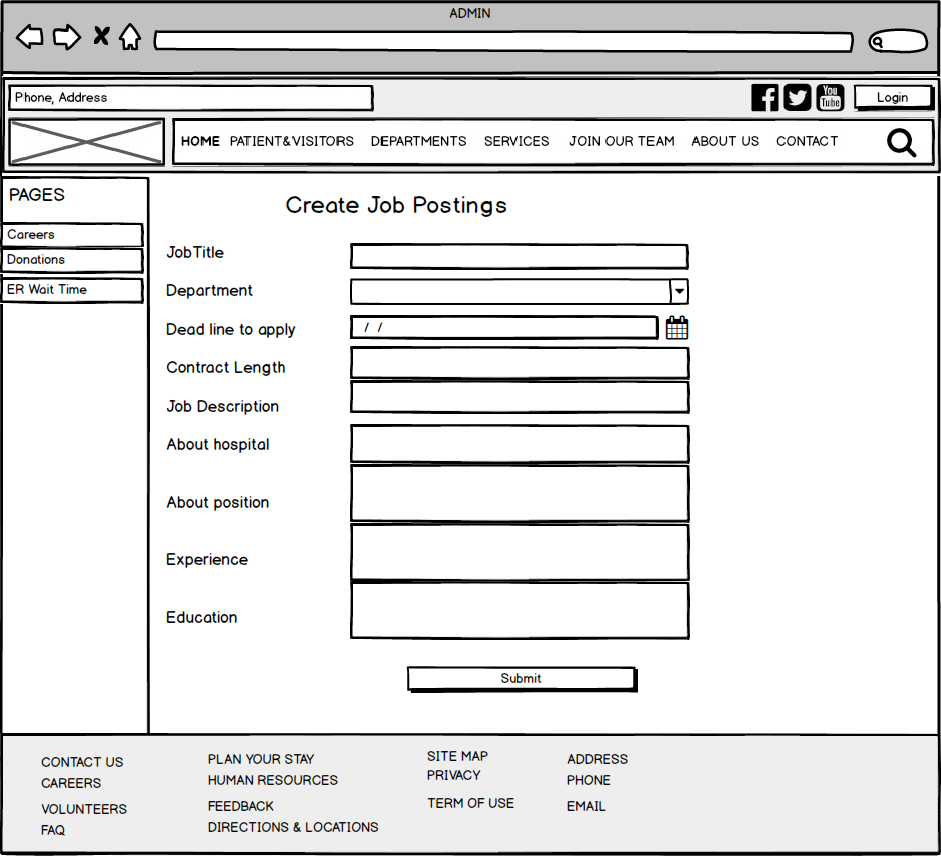 ADMIN
Phone, Address
You
Tube
Login
HOME PATIENT&VISITORS DEPARTMENTS SERVICES JOIN OUR TEAM ABOUT US CONTACT
PAGES
Careers
Donations
ER Wait Time
Create Job Postings
JobTitle
Department
Dead line to apply
/ /
Contract Length
Job Description
About hospital
About position
Experience
Education
Submit
CONTACT US
CAREERS
VOLUNTEERS
FAQ
PLAN YOUR STAY
HUMAN RESOURCES
FEEDBACK
DIRECTIONS & LOCATIONS
SITE MAP
PRIVACY
TERM OF USE
ADDRESS
PHONE
EMAIL